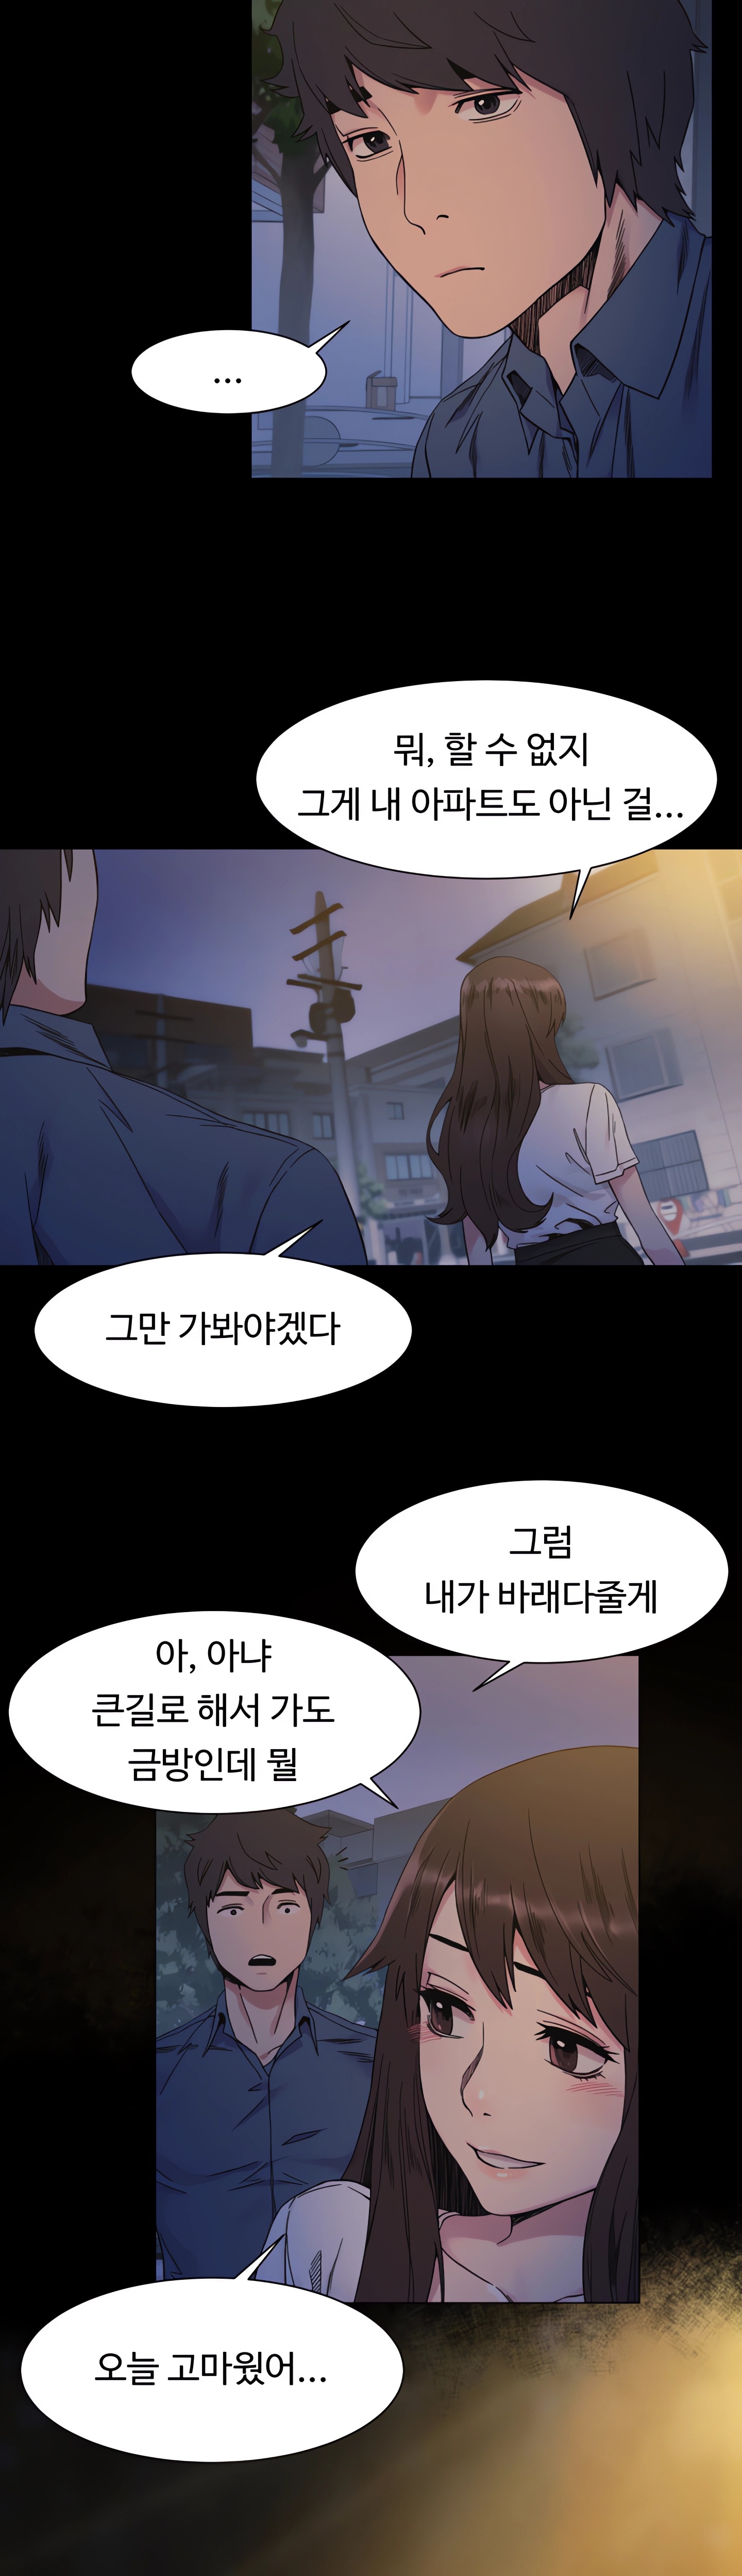 ...
뭐, 할 수 없지
그게 내 아파트도 아닌 걸...
그만 가봐야겠다
그럼
내가 바래다줄게
아, 아냐
큰길로 해서 가도
금방인데 뭘
오늘 고마웠어...